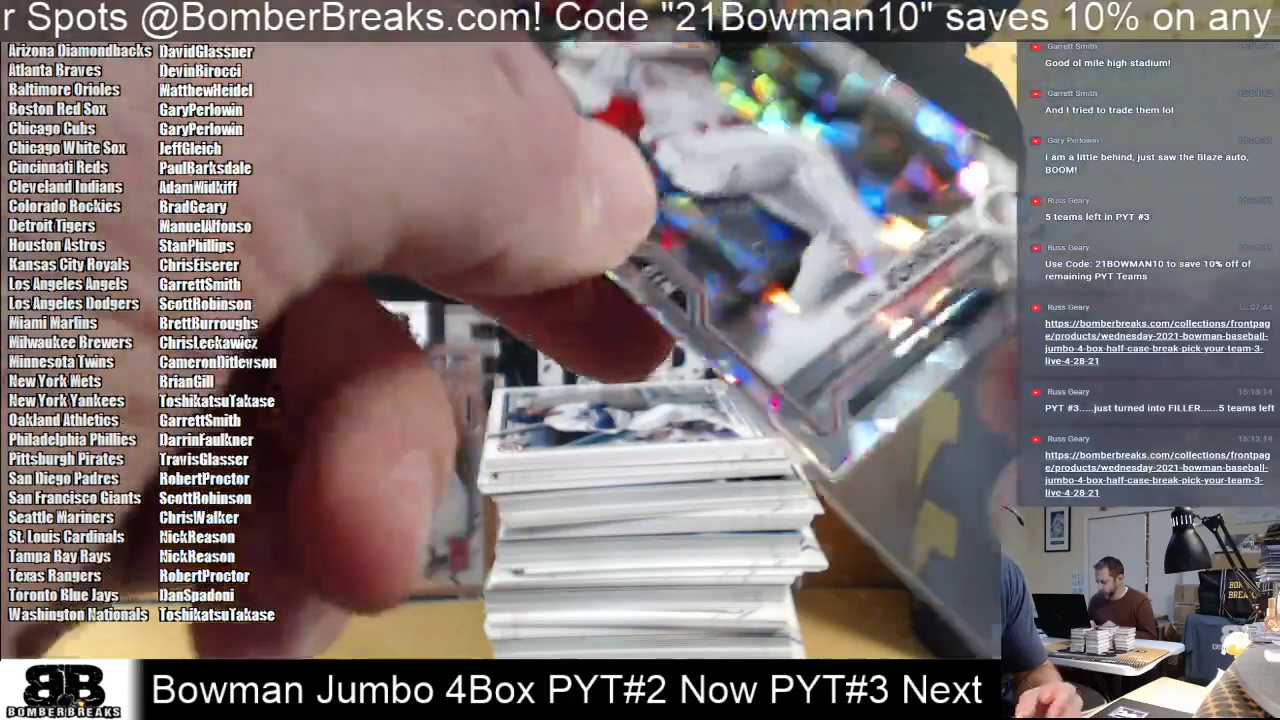 r Spots @BomberBreaks.com! Code "21Bowman10" saves 10% on any
Arizona Diamondbacks DavidGlassner
Atlanta Braves DevinBirocci
Baltimore Orioles MatthewHeidel
Boston Red Sox GaryPerlowin
Chicago Cubs GaryPerlowin
Chicago White Sox JeffGleich
Cincinnati Reds PaulBarksdale
Cleveland Indians AdamMidkiff
Colorado Rockies BradGeary
Detroit Tigers ManuelAlfonso
Houston Astros StanPhillips
Kansas City Royals ChrisEiserer
Los Angeles Angels GarrettSmith
Los Angeles Dodgers ScottRobinson
Miami Marlins BrettBurroughs
Milwaukee Brewers ChrisLeckawicz
Minnesota Twins CameronDitlevson
New York Mets BrianGill
New York Yankees ToshikatsuTakase
Oakland Athletics GarrettSmith
Philadelphia Phillies DarrinFaulkner
Pittsburgh Pirates TravisGlasser
San Diego Padres RobertProctor
San Francisco Giants ScottRobinson
Seattle Mariners ChrisWalker
St. Louis Cardinals NickReason
Tampa Bay Rays NickReason
Texas Rangers RobertProctor
Toronto Blue Jays DanSpadoni
Washington Nationals ToshikatsuTakase
Garrett Smith
Good ol mile high stadium!
Garrett Smith
And I tried to trade them lol
Gary Perlowin
I am a little behind, just saw the Blaze auto,
BOOM!
Russ Geary
5 teams left in PYT #3
Russ Geary
Use Code: 21BOWMAN10 to save 10% off of
remaining PYT Teams
Russ Geary
https://bomberbreaks.com/collections/frontpag
e/products/wednesday-2021-bowman-baseball-
jumbo-4-box-half-case-break-pick-your-team-3-
live-4-28-21
Russ Geary 15:13:14
PYT #3.....just turned into FILLER......5 teams left
Russ Geary
https://bomberbreaks.com/collections/frontpag
e/products/wednesday-2021-bowman-baseball-
jumbo-4-box-half-case-break-pick-your-team-3-
live-4-28-21
BB
BOMBERBREAKS
Bowman Jumbo 4Box PYT#2 Now PYT#3 Next